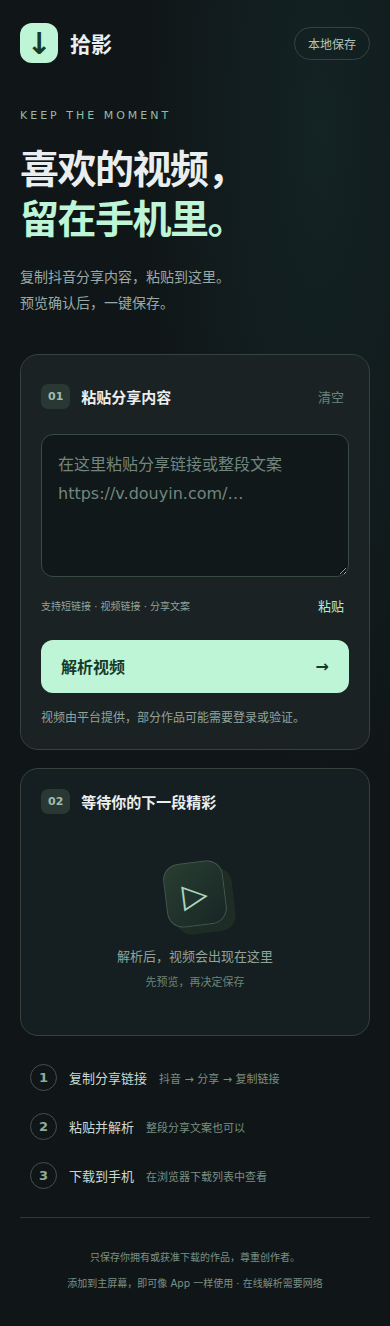 拾影
本地保存
KEEP THE MOMENT
喜欢的视频，
留在手机里。
复制抖音分享内容，粘贴到这里。
预览确认后，一键保存。
01 粘贴分享内容 清空
在这里粘贴分享链接或整段文案
https://v.douyin.com/...
支持短链接 · 视频链接 · 分享文案 粘贴
解析视频 →
视频由平台提供，部分作品可能需要登录或验证。
02 等待你的下一段精彩
解析后，视频会出现在这里
先预览，再决定保存
1 复制分享链接 抖音 → 分享 → 复制链接
2 粘贴并解析 整段分享文案也可以
3 下载到手机 在浏览器下载列表中查看
只保存你拥有或获准下载的作品，尊重创作者。
添加到主屏幕，即可像 App 一样使用 · 在线解析需要网络